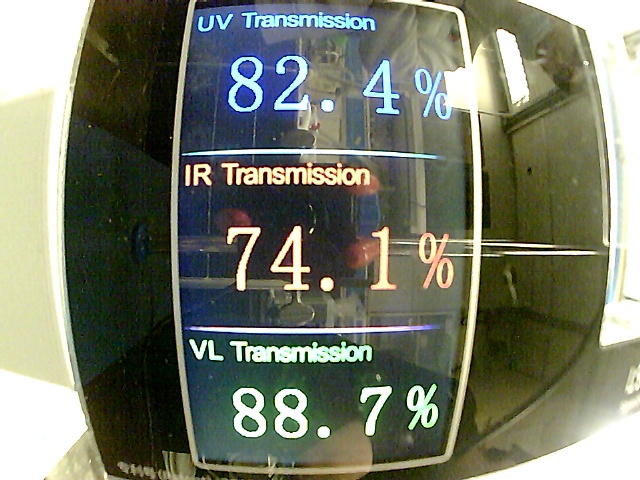 UV Transmission
82.4%
IR Transmission
74.1%
VL Transmission
88.7%